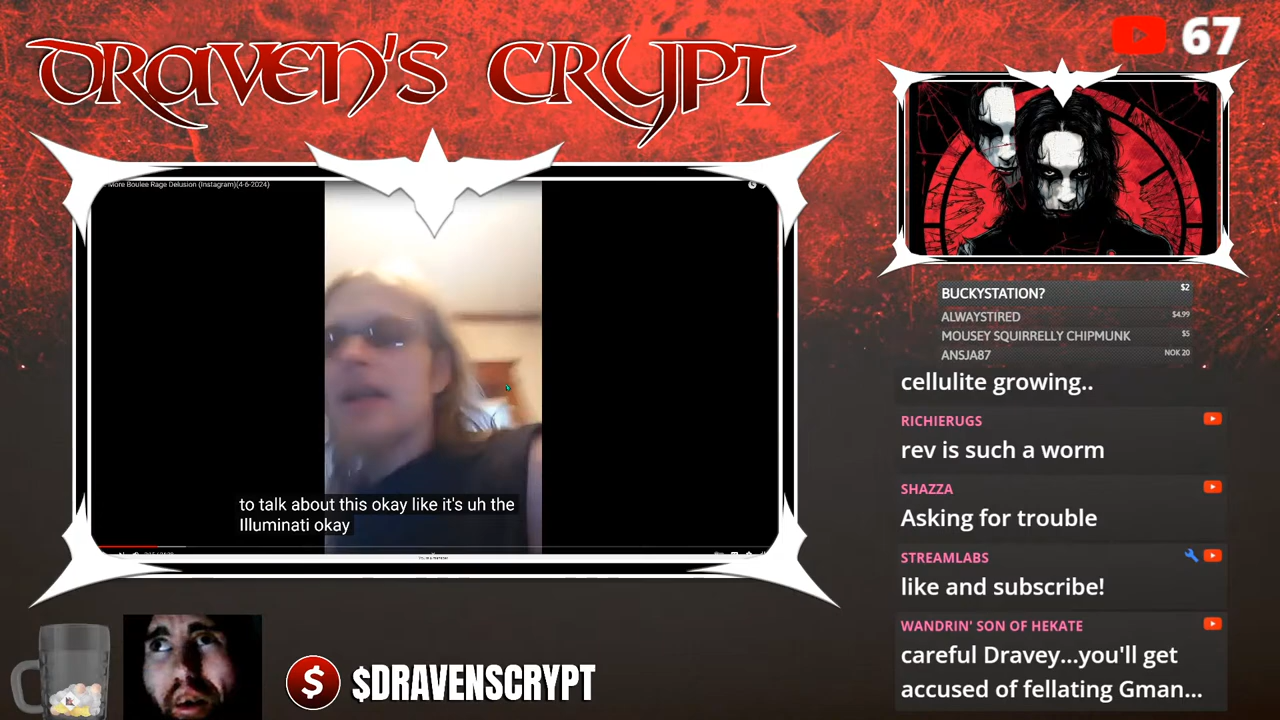 DRAVEN'S CRYPT
67
More Boulee Rage Delusion (Instagram)(4-6-2024)
to talk about this okay like it's uh the
Illuminati okay
BUCKYSTATION? $2
ALWAYSTIRED $4.99
MOUSEY SQUIRRELLY CHIPMUNK $5
ANSJA87 NOK 20
cellulite growing..
RICHIERUGS
rev is such a worm
SHAZZA
Asking for trouble
STREAMLABS
like and subscribe!
WANDRIN' SON OF HEKATE
careful Dravey...you'll get
accused of fellating Gman...
$ $DRAVENSCRYPT